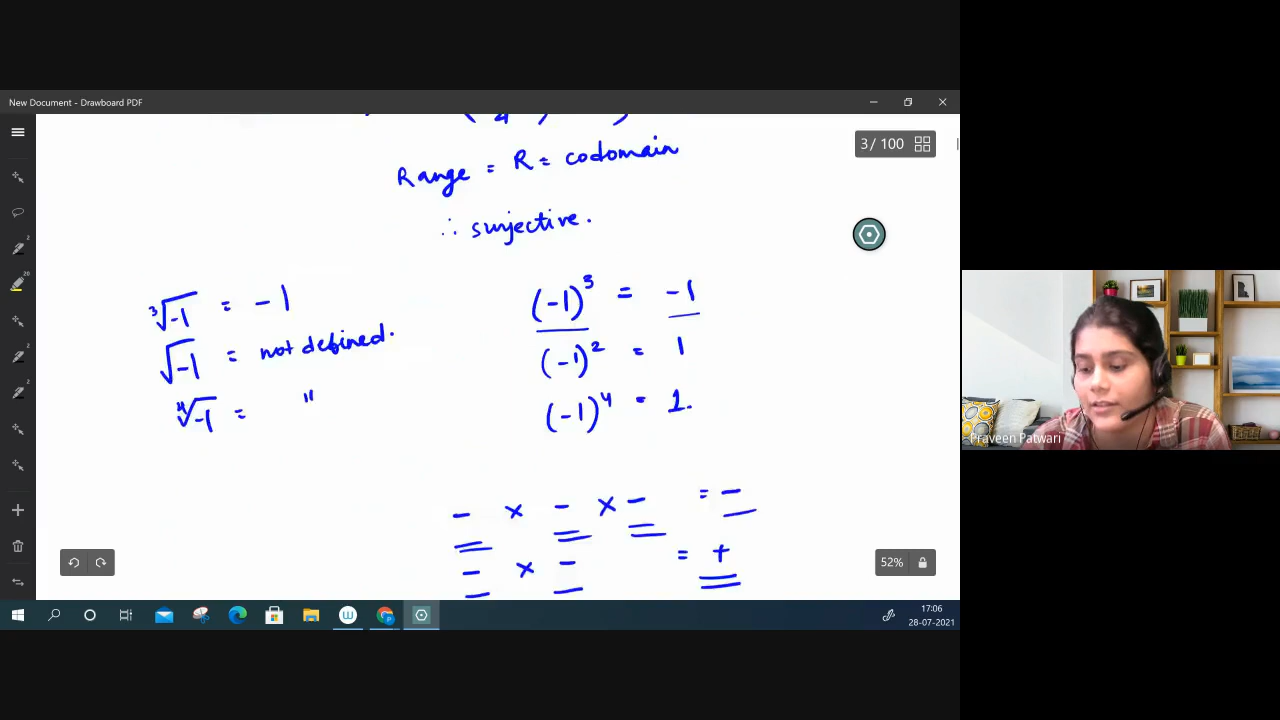 New Document - Drawboard PDF
3 / 100
Range = R = codomain
∴ surjective.
∛-1 = -1
(-1)³ = -1
√-1 = not defined.
(-1)² = 1
∜-1 = "
(-1)⁴ = 1.
- × - × - = -
- × - = +
52%
Praveen Patwari
17:06
28-07-2021